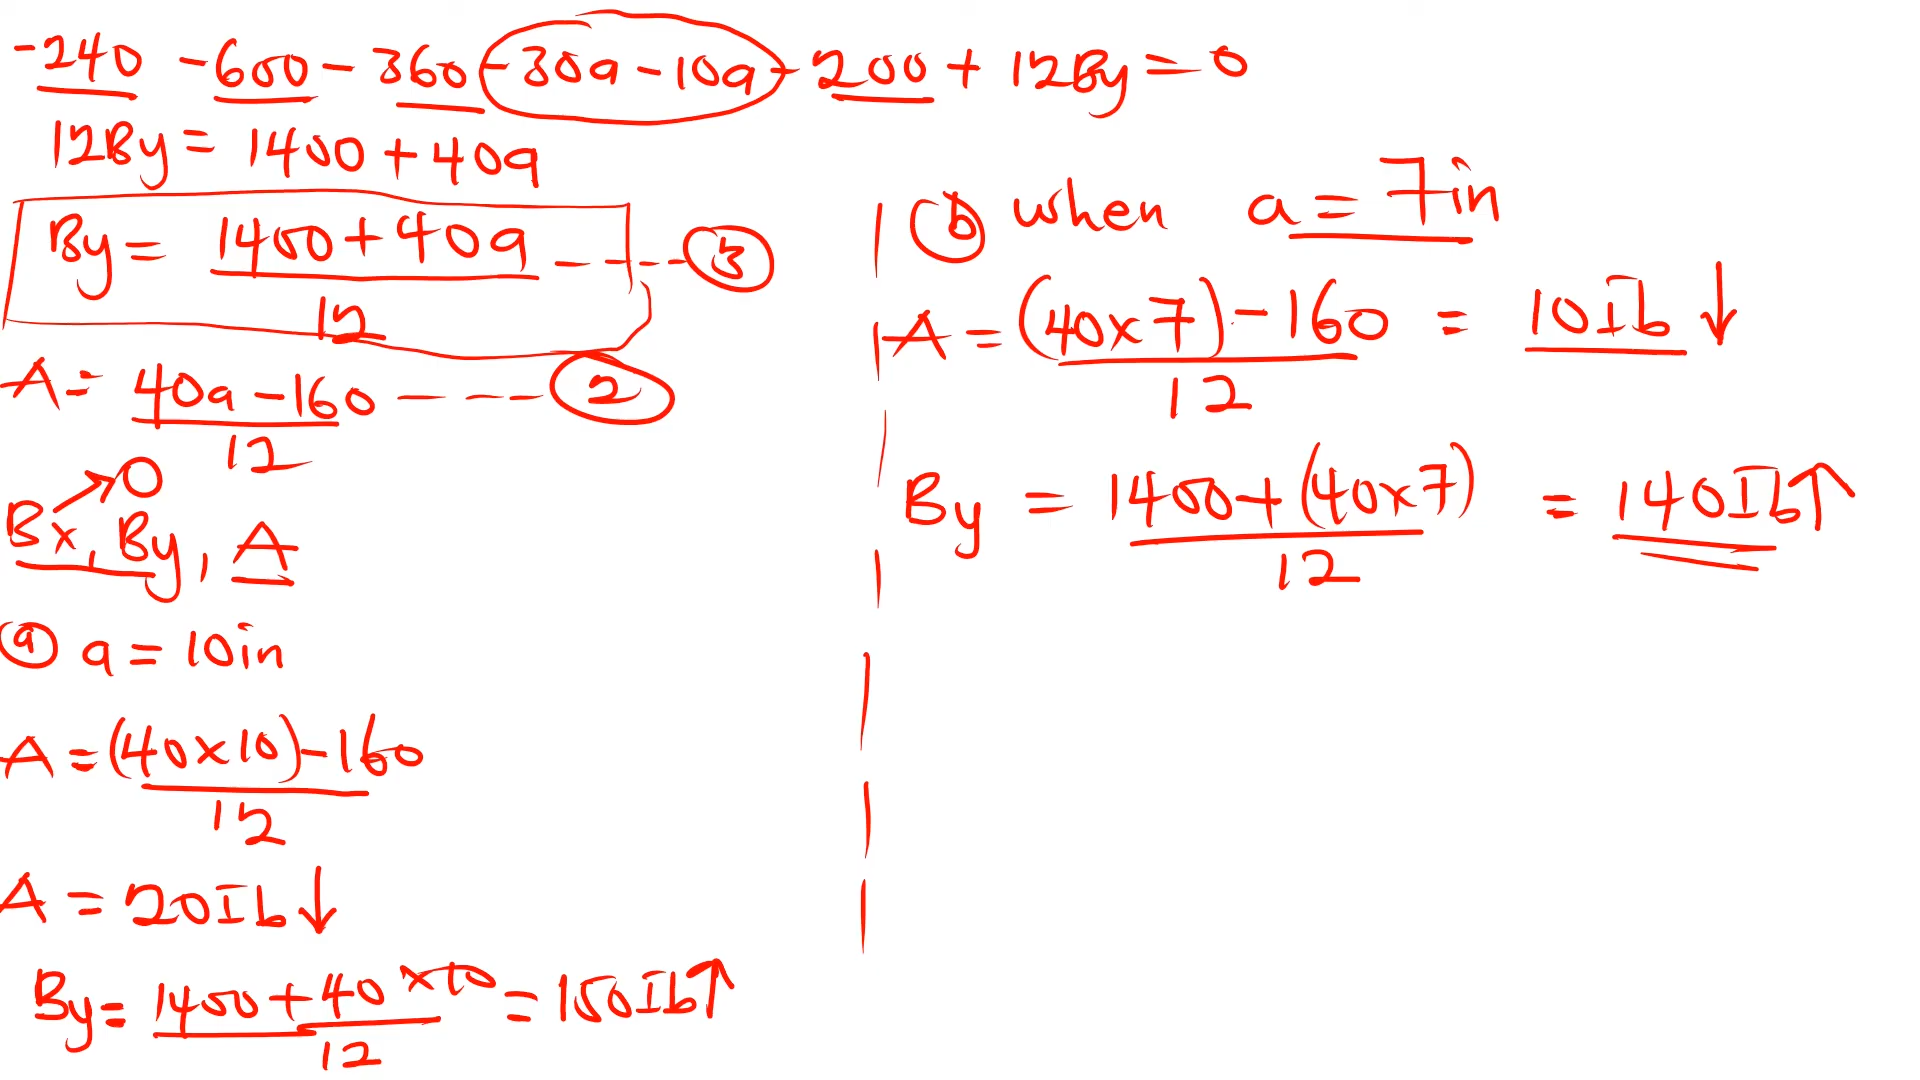 -240 -600 - 360 - 30a - 10a - 200 + 12By = 0
12By = 1400 + 40a
By = 1400 + 40a ---- 3
12
A = 40a - 160 ---- 2
12
0
Bx, By, A
a a = 10in
A = (40x10) - 160
12
A = 20Ib ↓
By = 1400 + 40 x10 = 150Ib ↑
12
b when a = 7in
A = (40x7) - 160 = 10Ib ↓
12
By = 1400 + (40x7) = 140Ib ↑
12